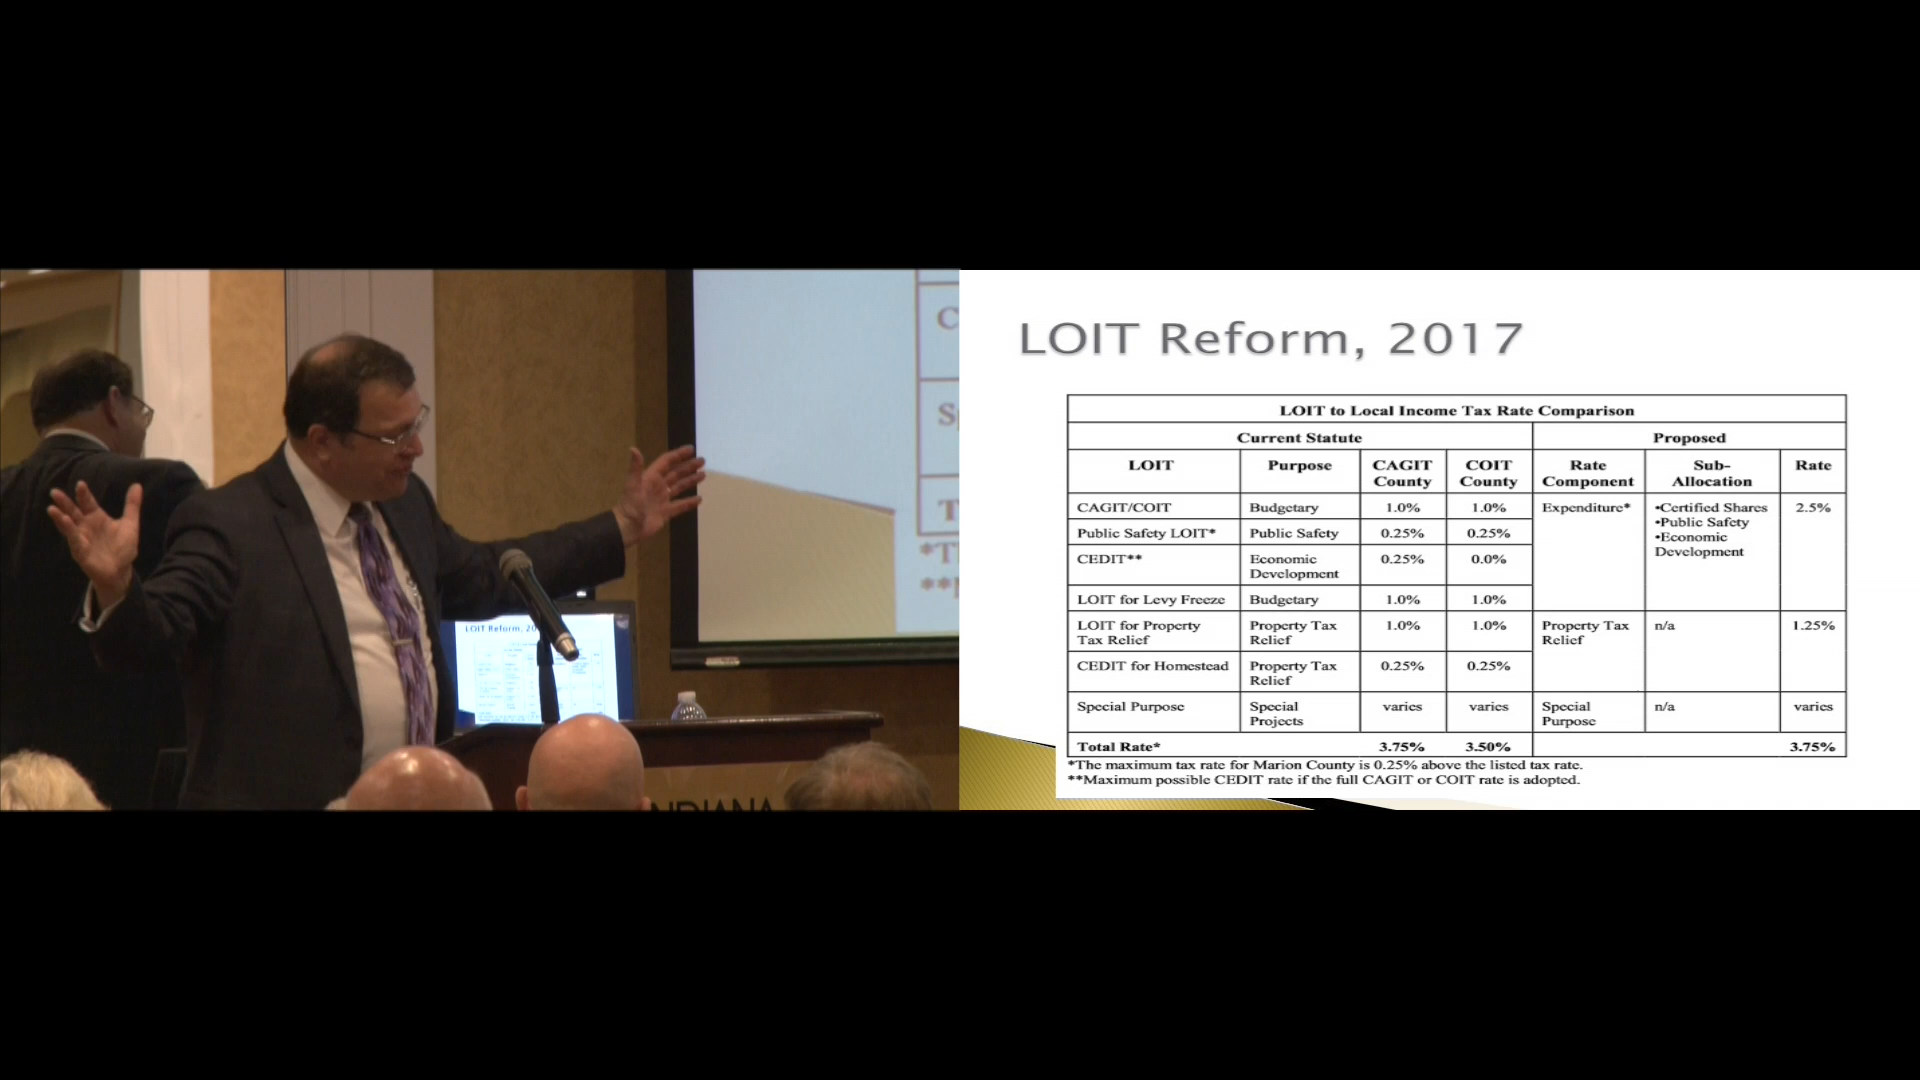 LOIT Reform, 2017
LOIT to Local Income Tax Rate Comparison
Current Statute Proposed
LOIT Purpose CAGIT County COIT County Rate Component Sub-Allocation Rate
CAGIT/COIT Budgetary 1.0% 1.0% Expenditure* •Certified Shares 2.5%
•Public Safety
•Economic
Development
Public Safety LOIT* Public Safety 0.25% 0.25%
CEDIT** Economic Development 0.25% 0.0%
LOIT for Levy Freeze Budgetary 1.0% 1.0%
LOIT for Property Tax Relief Property Tax Relief 1.0% 1.0% Property Tax Relief n/a 1.25%
CEDIT for Homestead Property Tax Relief 0.25% 0.25%
Special Purpose Special Projects varies varies Special Purpose n/a varies
Total Rate* 3.75% 3.50% 3.75%
*The maximum tax rate for Marion County is 0.25% above the listed tax rate.
**Maximum possible CEDIT rate if the full CAGIT or COIT rate is adopted.
LOIT Reform, 20
INDIANA